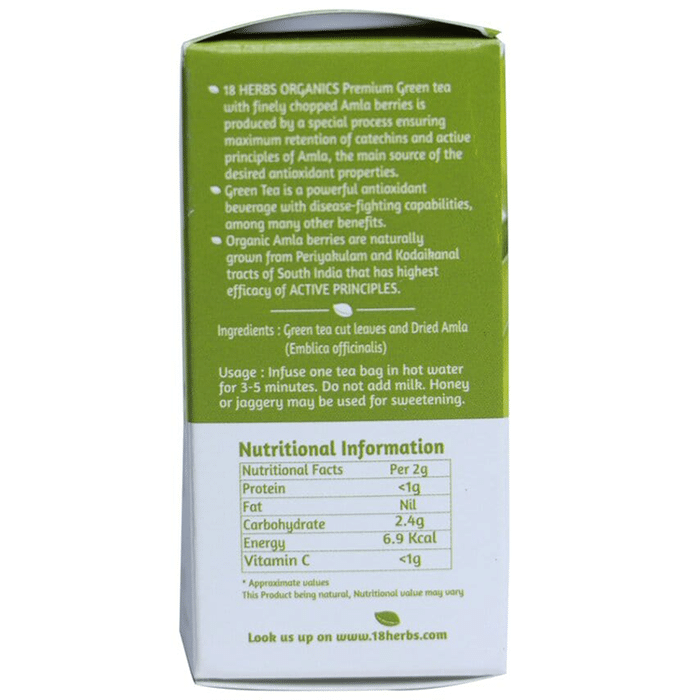 18 HERBS ORGANICS Premium Green tea
with finely chopped Amla berries is
produced by a special process ensuring
maximum retention of catechins and active
principles of Amla, the main source of the
desired antioxidant properties.
Green Tea is a powerful antioxidant
beverage with disease-fighting capabilities,
among many other benefits.
Organic Amla berries are naturally
grown from Periyakulam and Kodaikanal
tracts of South India that has highest
efficacy of ACTIVE PRINCIPLES.
Ingredients : Green tea cut leaves and Dried Amla
(Emblica officinalis)
Usage : Infuse one tea bag in hot water
for 3-5 minutes. Do not add milk. Honey
or jaggery may be used for sweetening.
Nutritional Information
Nutritional Facts Per 2g
Protein <1g
Fat Nil
Carbohydrate 2.4g
Energy 6.9 Kcal
Vitamin C <1g
* Approximate values
This Product being natural, Nutritional value may vary
Look us up on www.18herbs.com